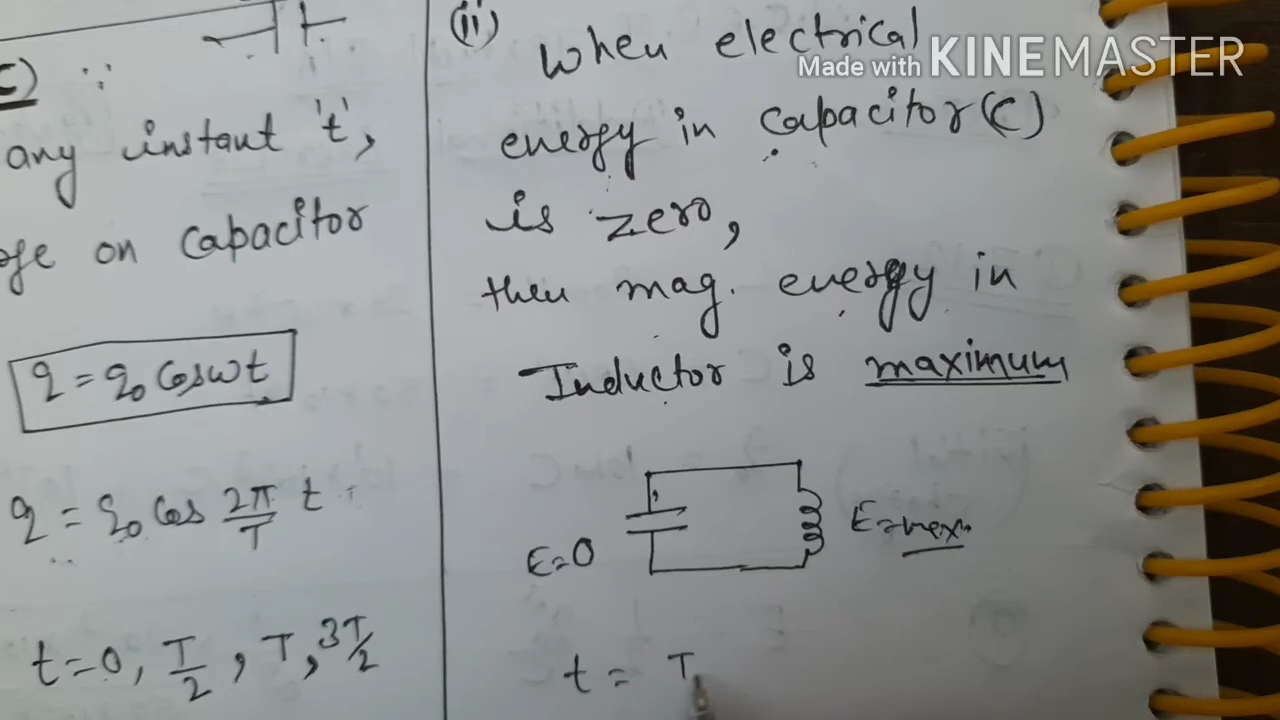 c) ∵
any instant 't',
on capacitor
q = q₀ cos ωt
q = q₀ cos 2π/T t
t = 0, T/2, T, 3T/2
(ii) When electrical
energy in capacitor (C)
is zero,
then mag. energy in
Inductor is maximum
E=0
E=max
t = T
Made with KINEMASTER